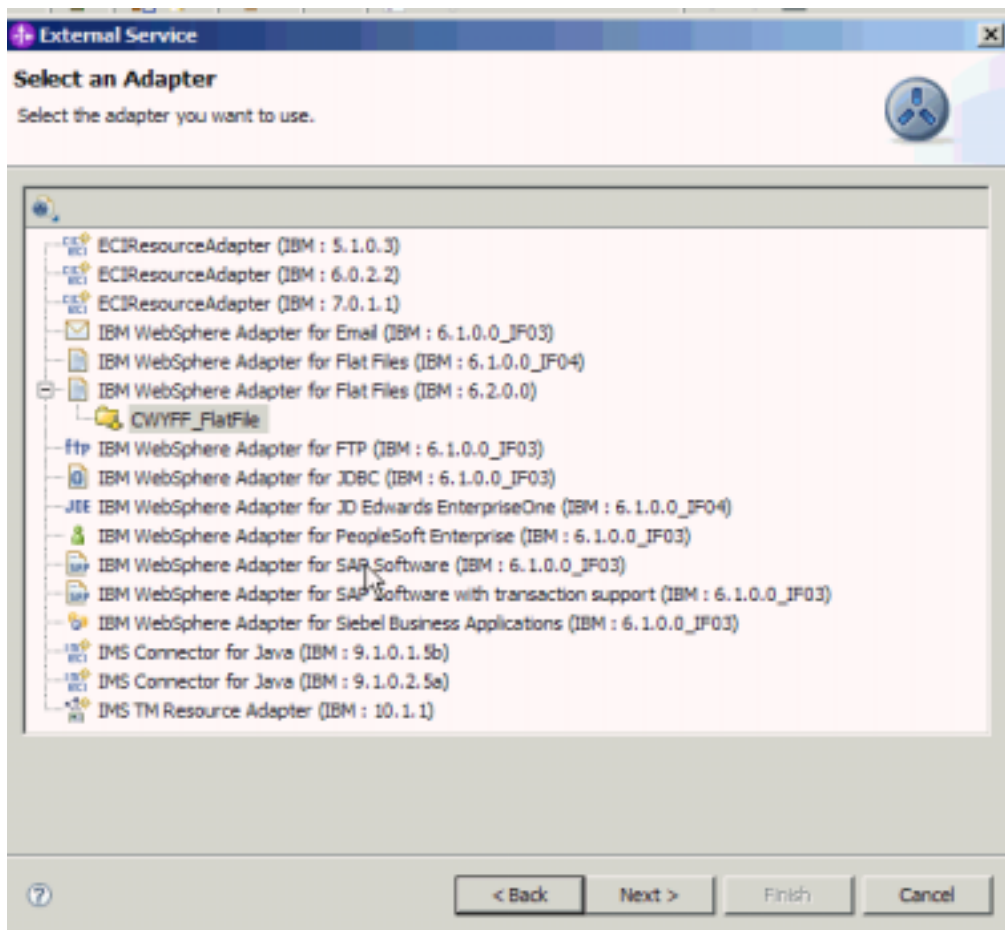 External Service
Select an Adapter
Select the adapter you want to use.
ECIResourceAdapter (IBM : 5.1.0.3)
ECIResourceAdapter (IBM : 6.0.2.2)
ECIResourceAdapter (IBM : 7.0.1.1)
IBM WebSphere Adapter for Email (IBM : 6.1.0.0_IF03)
IBM WebSphere Adapter for Flat Files (IBM : 6.1.0.0_IF04)
IBM WebSphere Adapter for Flat Files (IBM : 6.2.0.0)
CWYFF_FlatFile
ftp IBM WebSphere Adapter for FTP (IBM : 6.1.0.0_IF03)
IBM WebSphere Adapter for JDBC (IBM : 6.1.0.0_IF03)
JDE IBM WebSphere Adapter for JD Edwards EnterpriseOne (IBM : 6.1.0.0_IF04)
IBM WebSphere Adapter for PeopleSoft Enterprise (IBM : 6.1.0.0_IF03)
IBM WebSphere Adapter for SAP Software (IBM : 6.1.0.0_IF03)
IBM WebSphere Adapter for SAP Software with transaction support (IBM : 6.1.0.0_IF03)
IBM WebSphere Adapter for Siebel Business Applications (IBM : 6.1.0.0_IF03)
IMS Connector for Java (IBM : 9.1.0.1.5b)
IMS Connector for Java (IBM : 9.1.0.2.5a)
IMS TM Resource Adapter (IBM : 10.1.1)
< Back Next > Finish Cancel